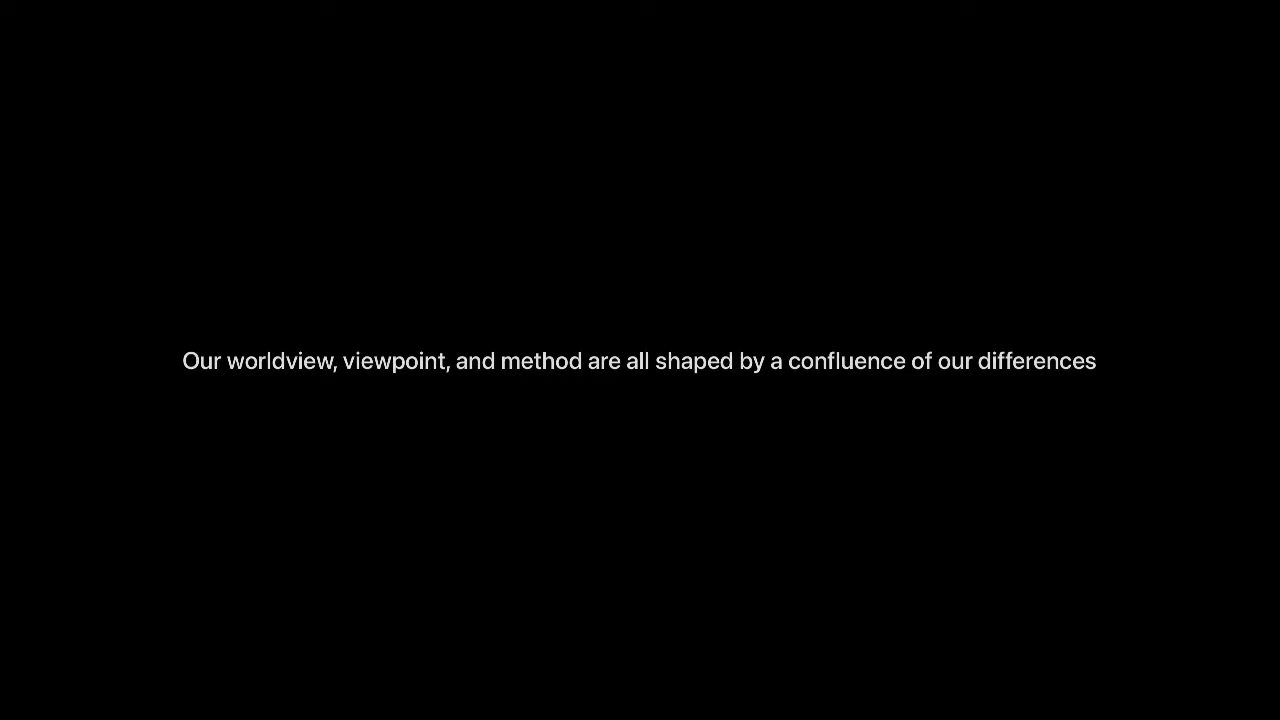 Our worldview, viewpoint, and method are all shaped by a confluence of our differences